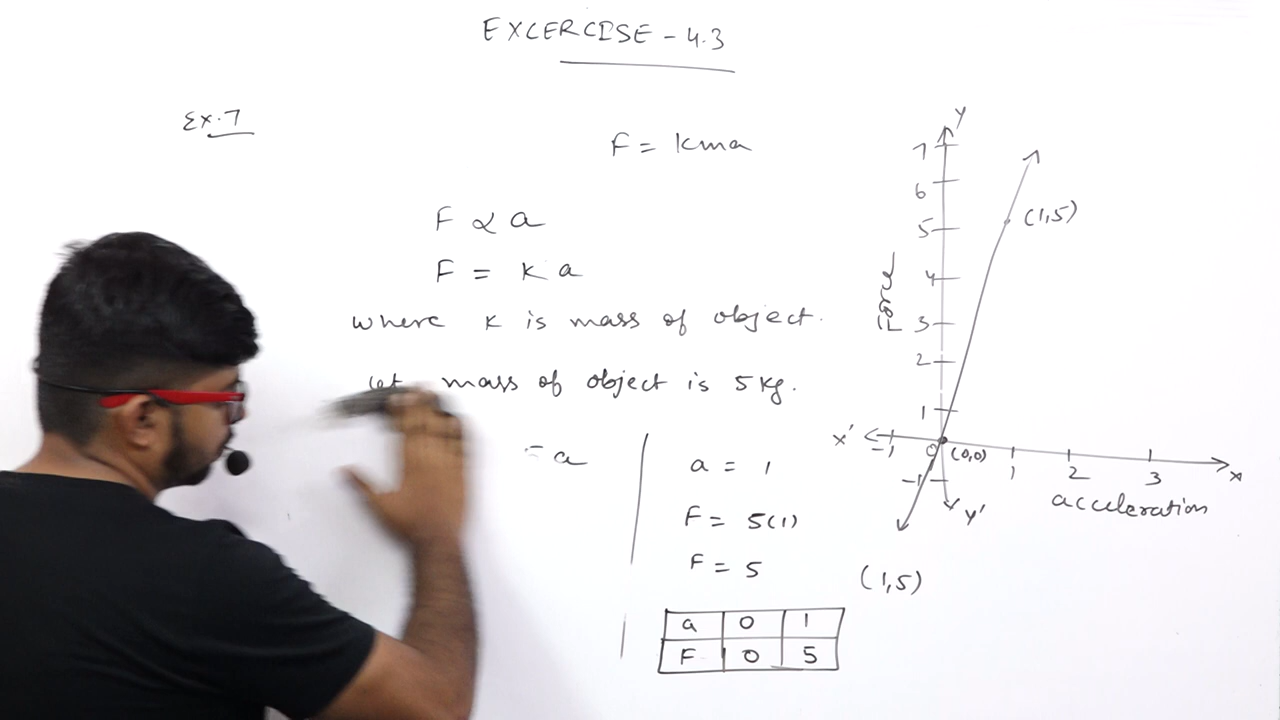 EXCERCISE - 4.3
Ex.7
F = kma
F ∝ a
F = K a
where K is mass of object.
mass of object is 5 kg.
= a
a = 1
F = 5(1)
F = 5
(1,5)
a 0 1
F 0 5
Y
7
6
5
4
3
2
1
(1,5)
Force
X' -1 0 (0,0) 1 2 3 X
-1
Y'
acceleration